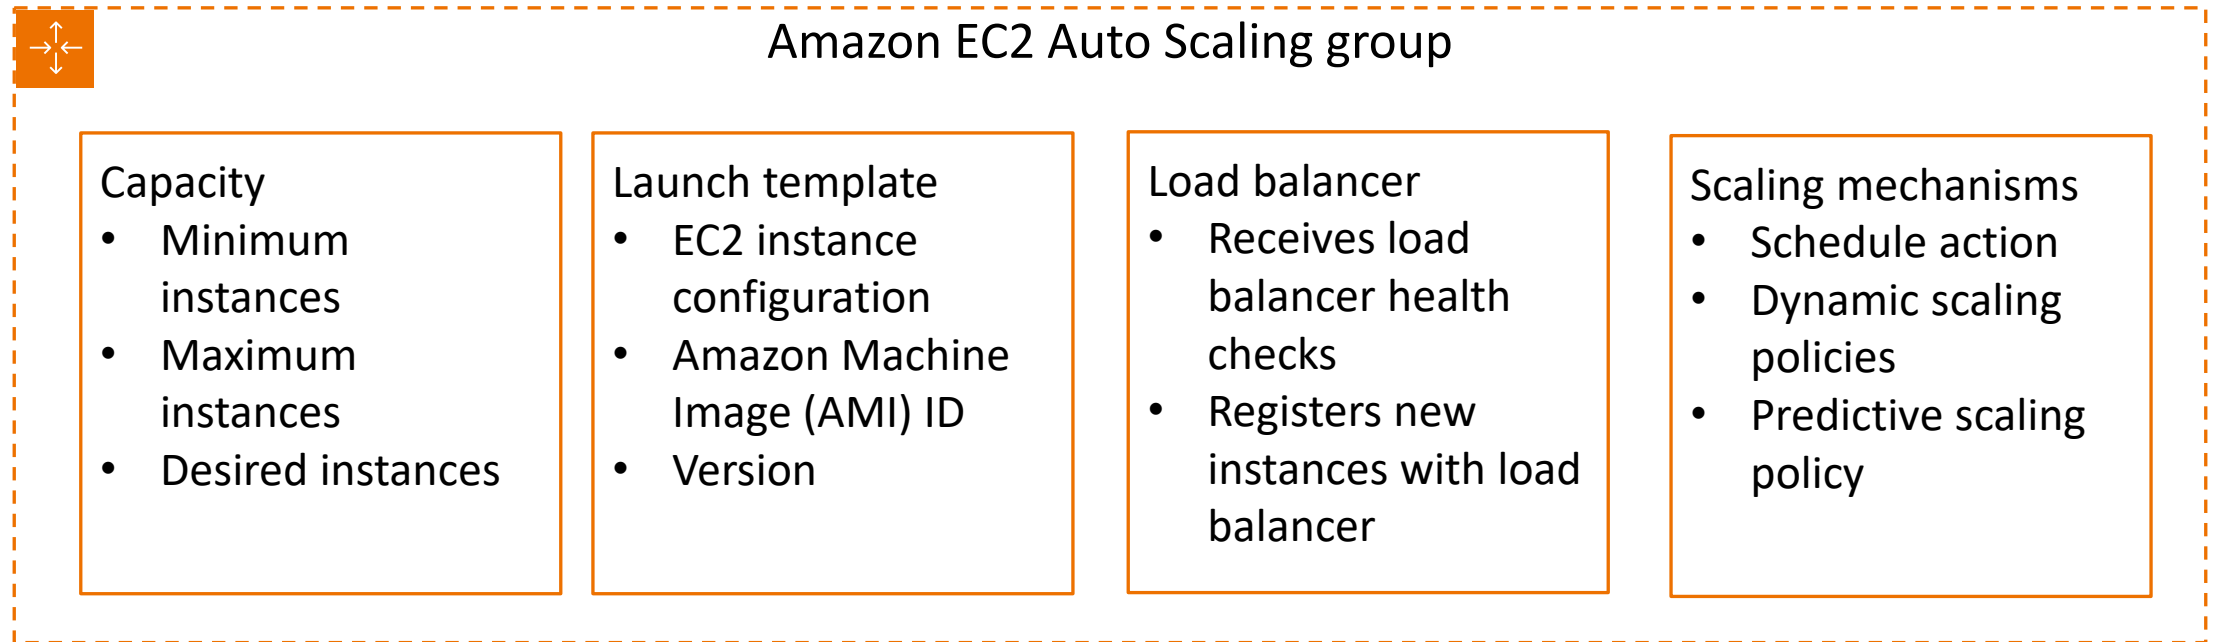 Amazon EC2 Auto Scaling group
Capacity
• Minimum
instances
• Maximum
instances
• Desired instances
Launch template
• EC2 instance
configuration
• Amazon Machine
Image (AMI) ID
• Version
Load balancer
• Receives load
balancer health
checks
• Registers new
instances with load
balancer
Scaling mechanisms
• Schedule action
• Dynamic scaling
policies
• Predictive scaling
policy